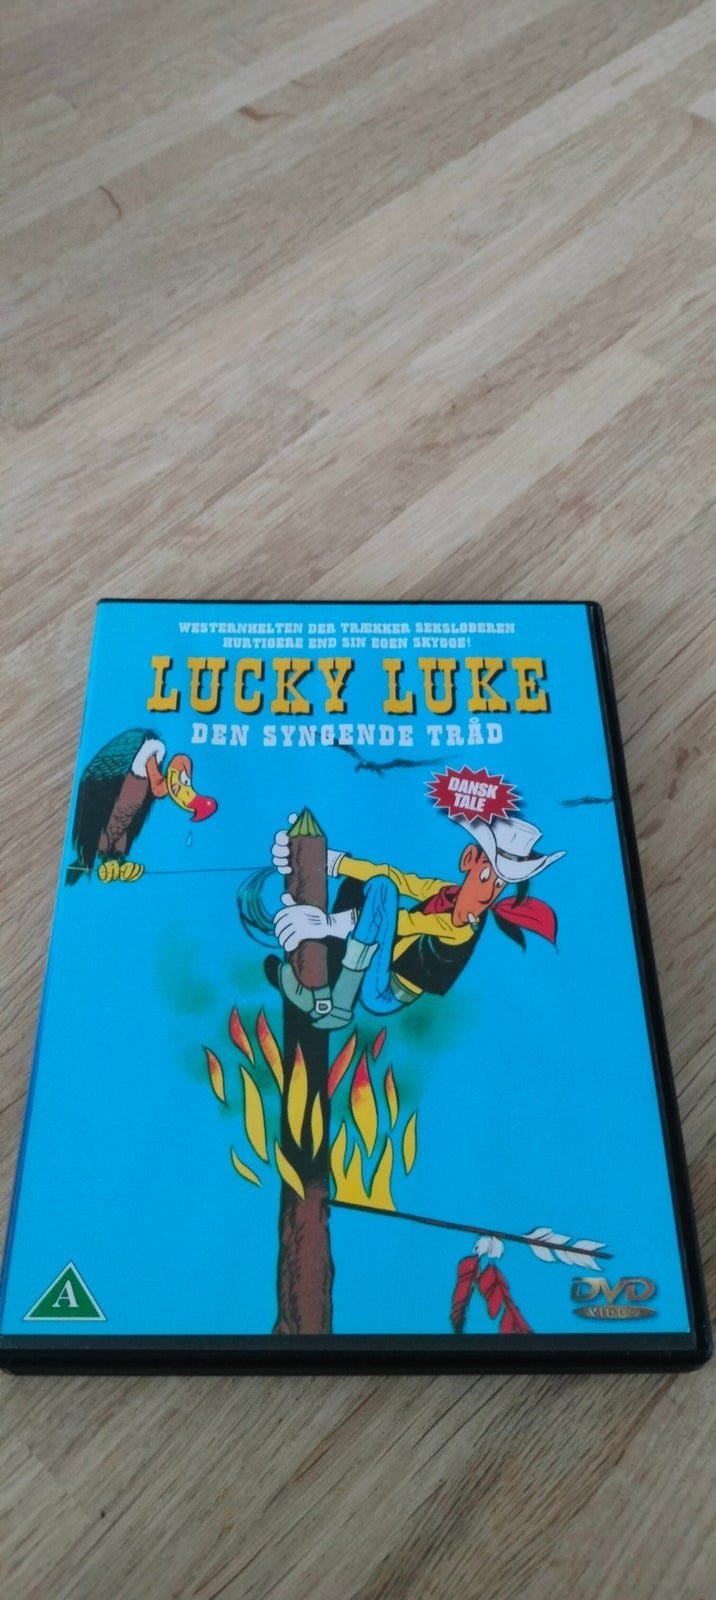 WESTERNHELTEN DER TRÆKKER SEKSLØBEREN
HURTIGERE END SIN EGEN SKYGGE!
LUCKY LUKE
DEN SYNGENDE TRÅD
DANSK
TALE
A
DVD
VIDEO